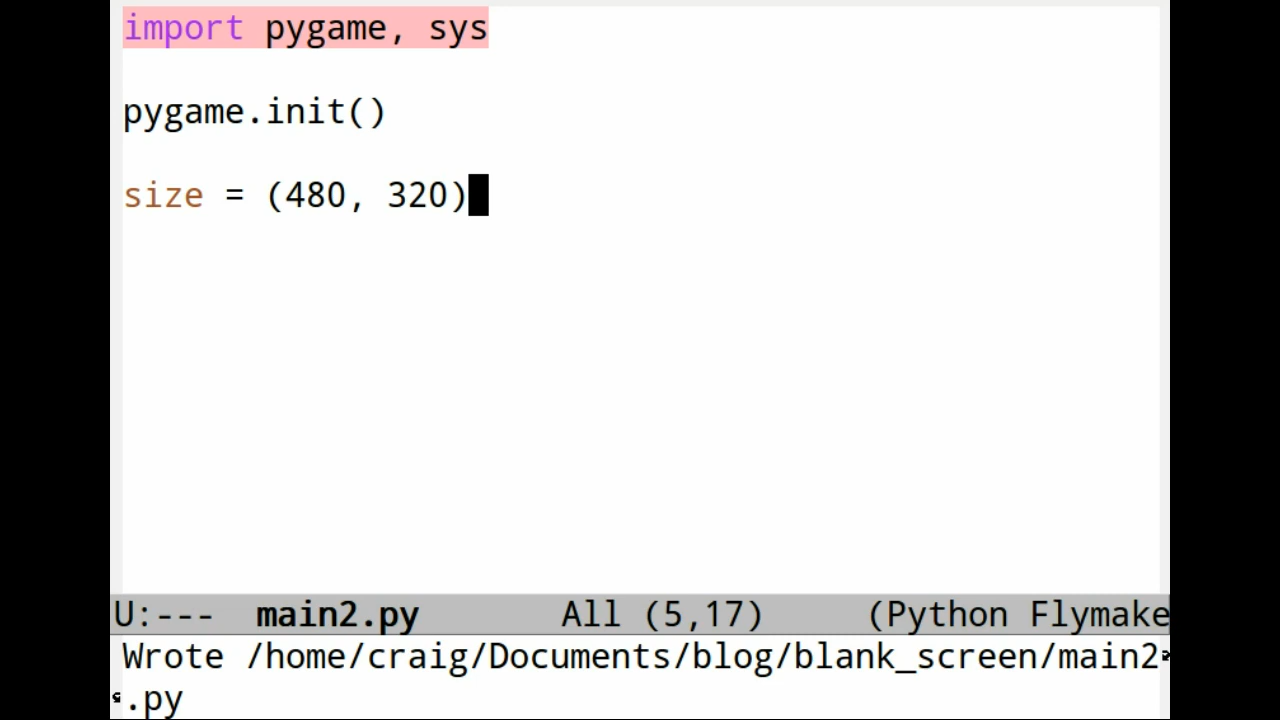 import pygame, sys
pygame.init()
size = (480, 320)
U:--- main2.py All (5,17) (Python Flymake
Wrote /home/craig/Documents/blog/blank_screen/main2
.py